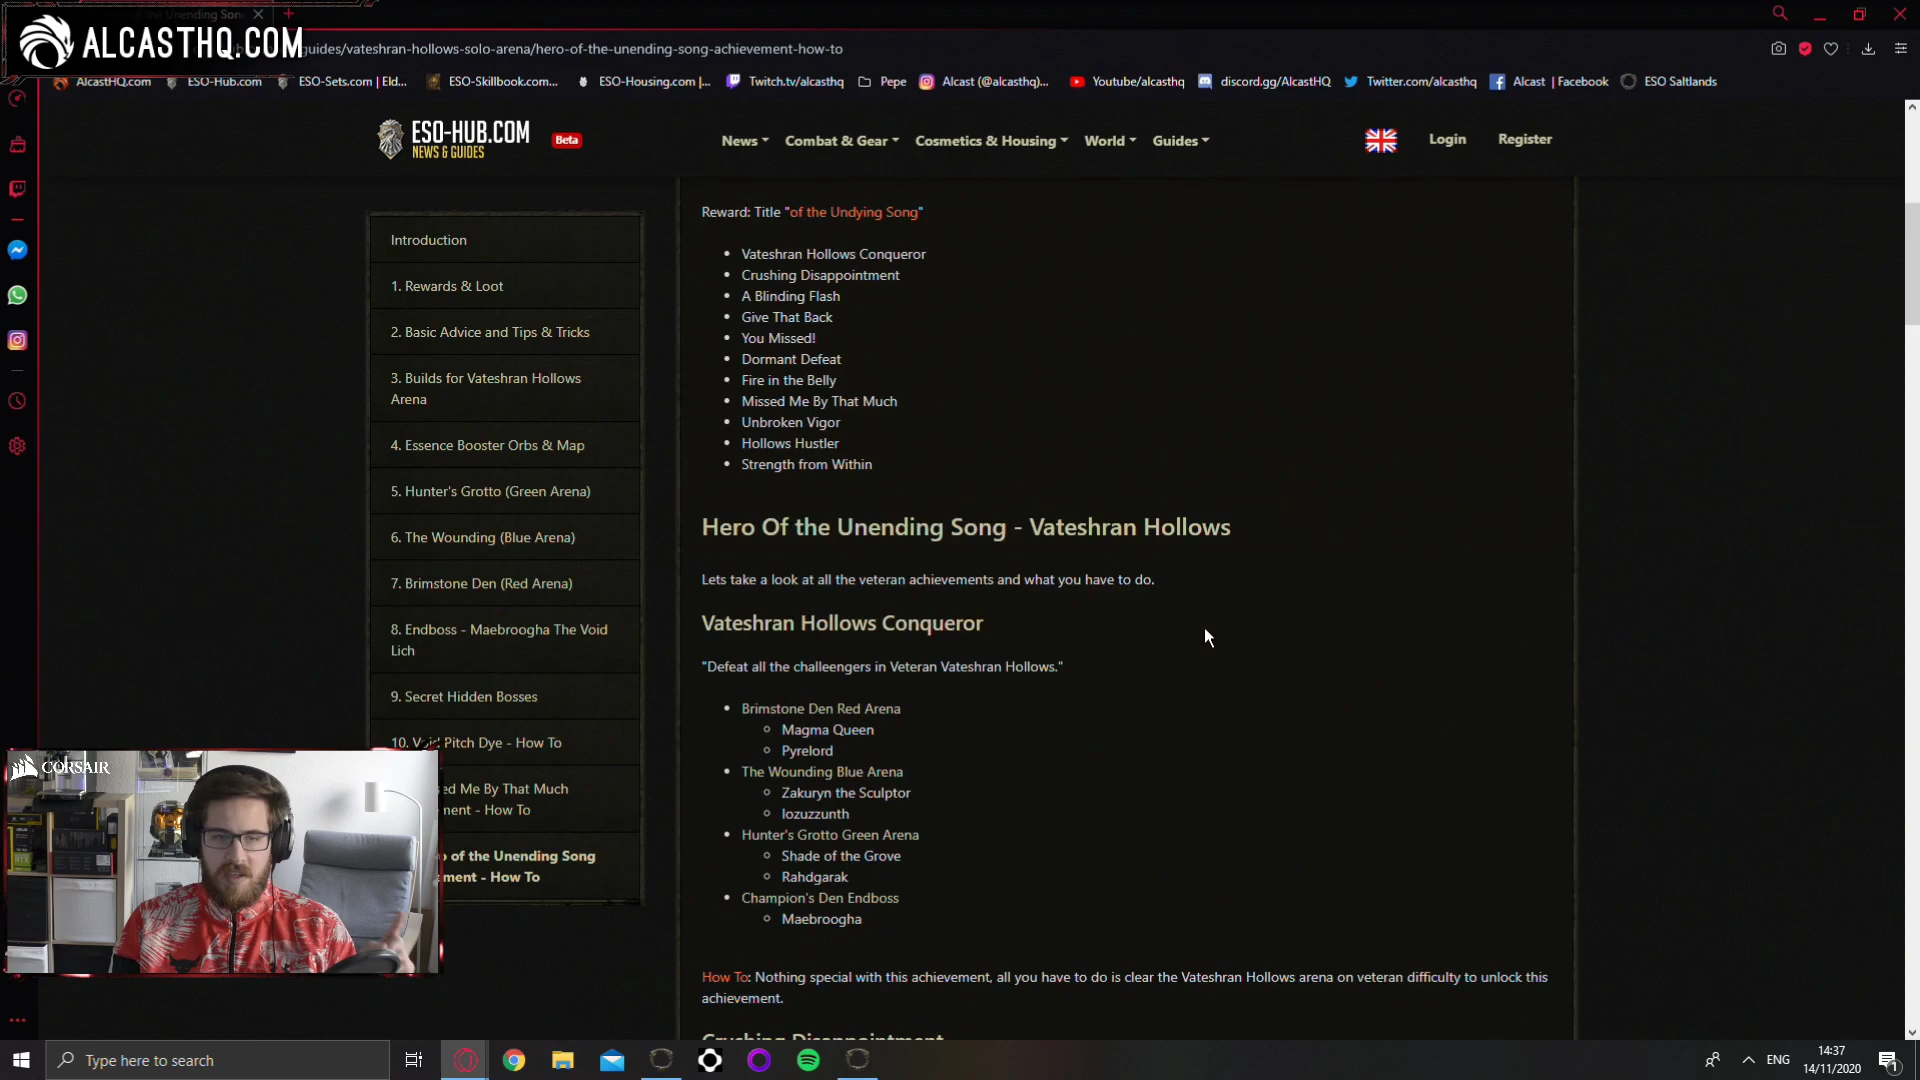 ne Unending Son
ALCASTHQ.COM
guides/vateshran-hollows-solo-arena/hero-of-the-unending-song-achievement-how-to
AlcastHQ.com
ESO-Hub.com
ESO-Sets.com | Eld...
ESO-Skillbook.com...
ESO-Housing.com |...
Twitch.tv/alcasthq
Pepe
Alcast (@alcasthq)...
Youtube/alcasthq
discord.gg/AlcastHQ
Twitter.com/alcasthq
Alcast | Facebook
ESO Saltlands
ESO-HUB.COM
NEWS & GUIDES
Beta
News
Combat & Gear
Cosmetics & Housing
World
Guides
Login
Register
Introduction
1. Rewards & Loot
2. Basic Advice and Tips & Tricks
3. Builds for Vateshran Hollows
Arena
4. Essence Booster Orbs & Map
5. Hunter's Grotto (Green Arena)
6. The Wounding (Blue Arena)
7. Brimstone Den (Red Arena)
8. Endboss - Maebroogha The Void
Lich
9. Secret Hidden Bosses
10. Void Pitch Dye - How To
ed Me By That Much
ment - How To
o of the Unending Song
ment - How To
CORSAIR
Reward: Title "of the Undying Song"
Vateshran Hollows Conqueror
Crushing Disappointment
A Blinding Flash
Give That Back
You Missed!
Dormant Defeat
Fire in the Belly
Missed Me By That Much
Unbroken Vigor
Hollows Hustler
Strength from Within
Hero Of the Unending Song - Vateshran Hollows
Lets take a look at all the veteran achievements and what you have to do.
Vateshran Hollows Conqueror
"Defeat all the challeengers in Veteran Vateshran Hollows."
Brimstone Den Red Arena
Magma Queen
Pyrelord
The Wounding Blue Arena
Zakuryn the Sculptor
Iozuzzunth
Hunter's Grotto Green Arena
Shade of the Grove
Rahdgarak
Champion's Den Endboss
Maebroogha
How To: Nothing special with this achievement, all you have to do is clear the Vateshran Hollows arena on veteran difficulty to unlock this
achievement.
Crushing Disappointment
Type here to search
ENG
14:37
14/11/2020
1